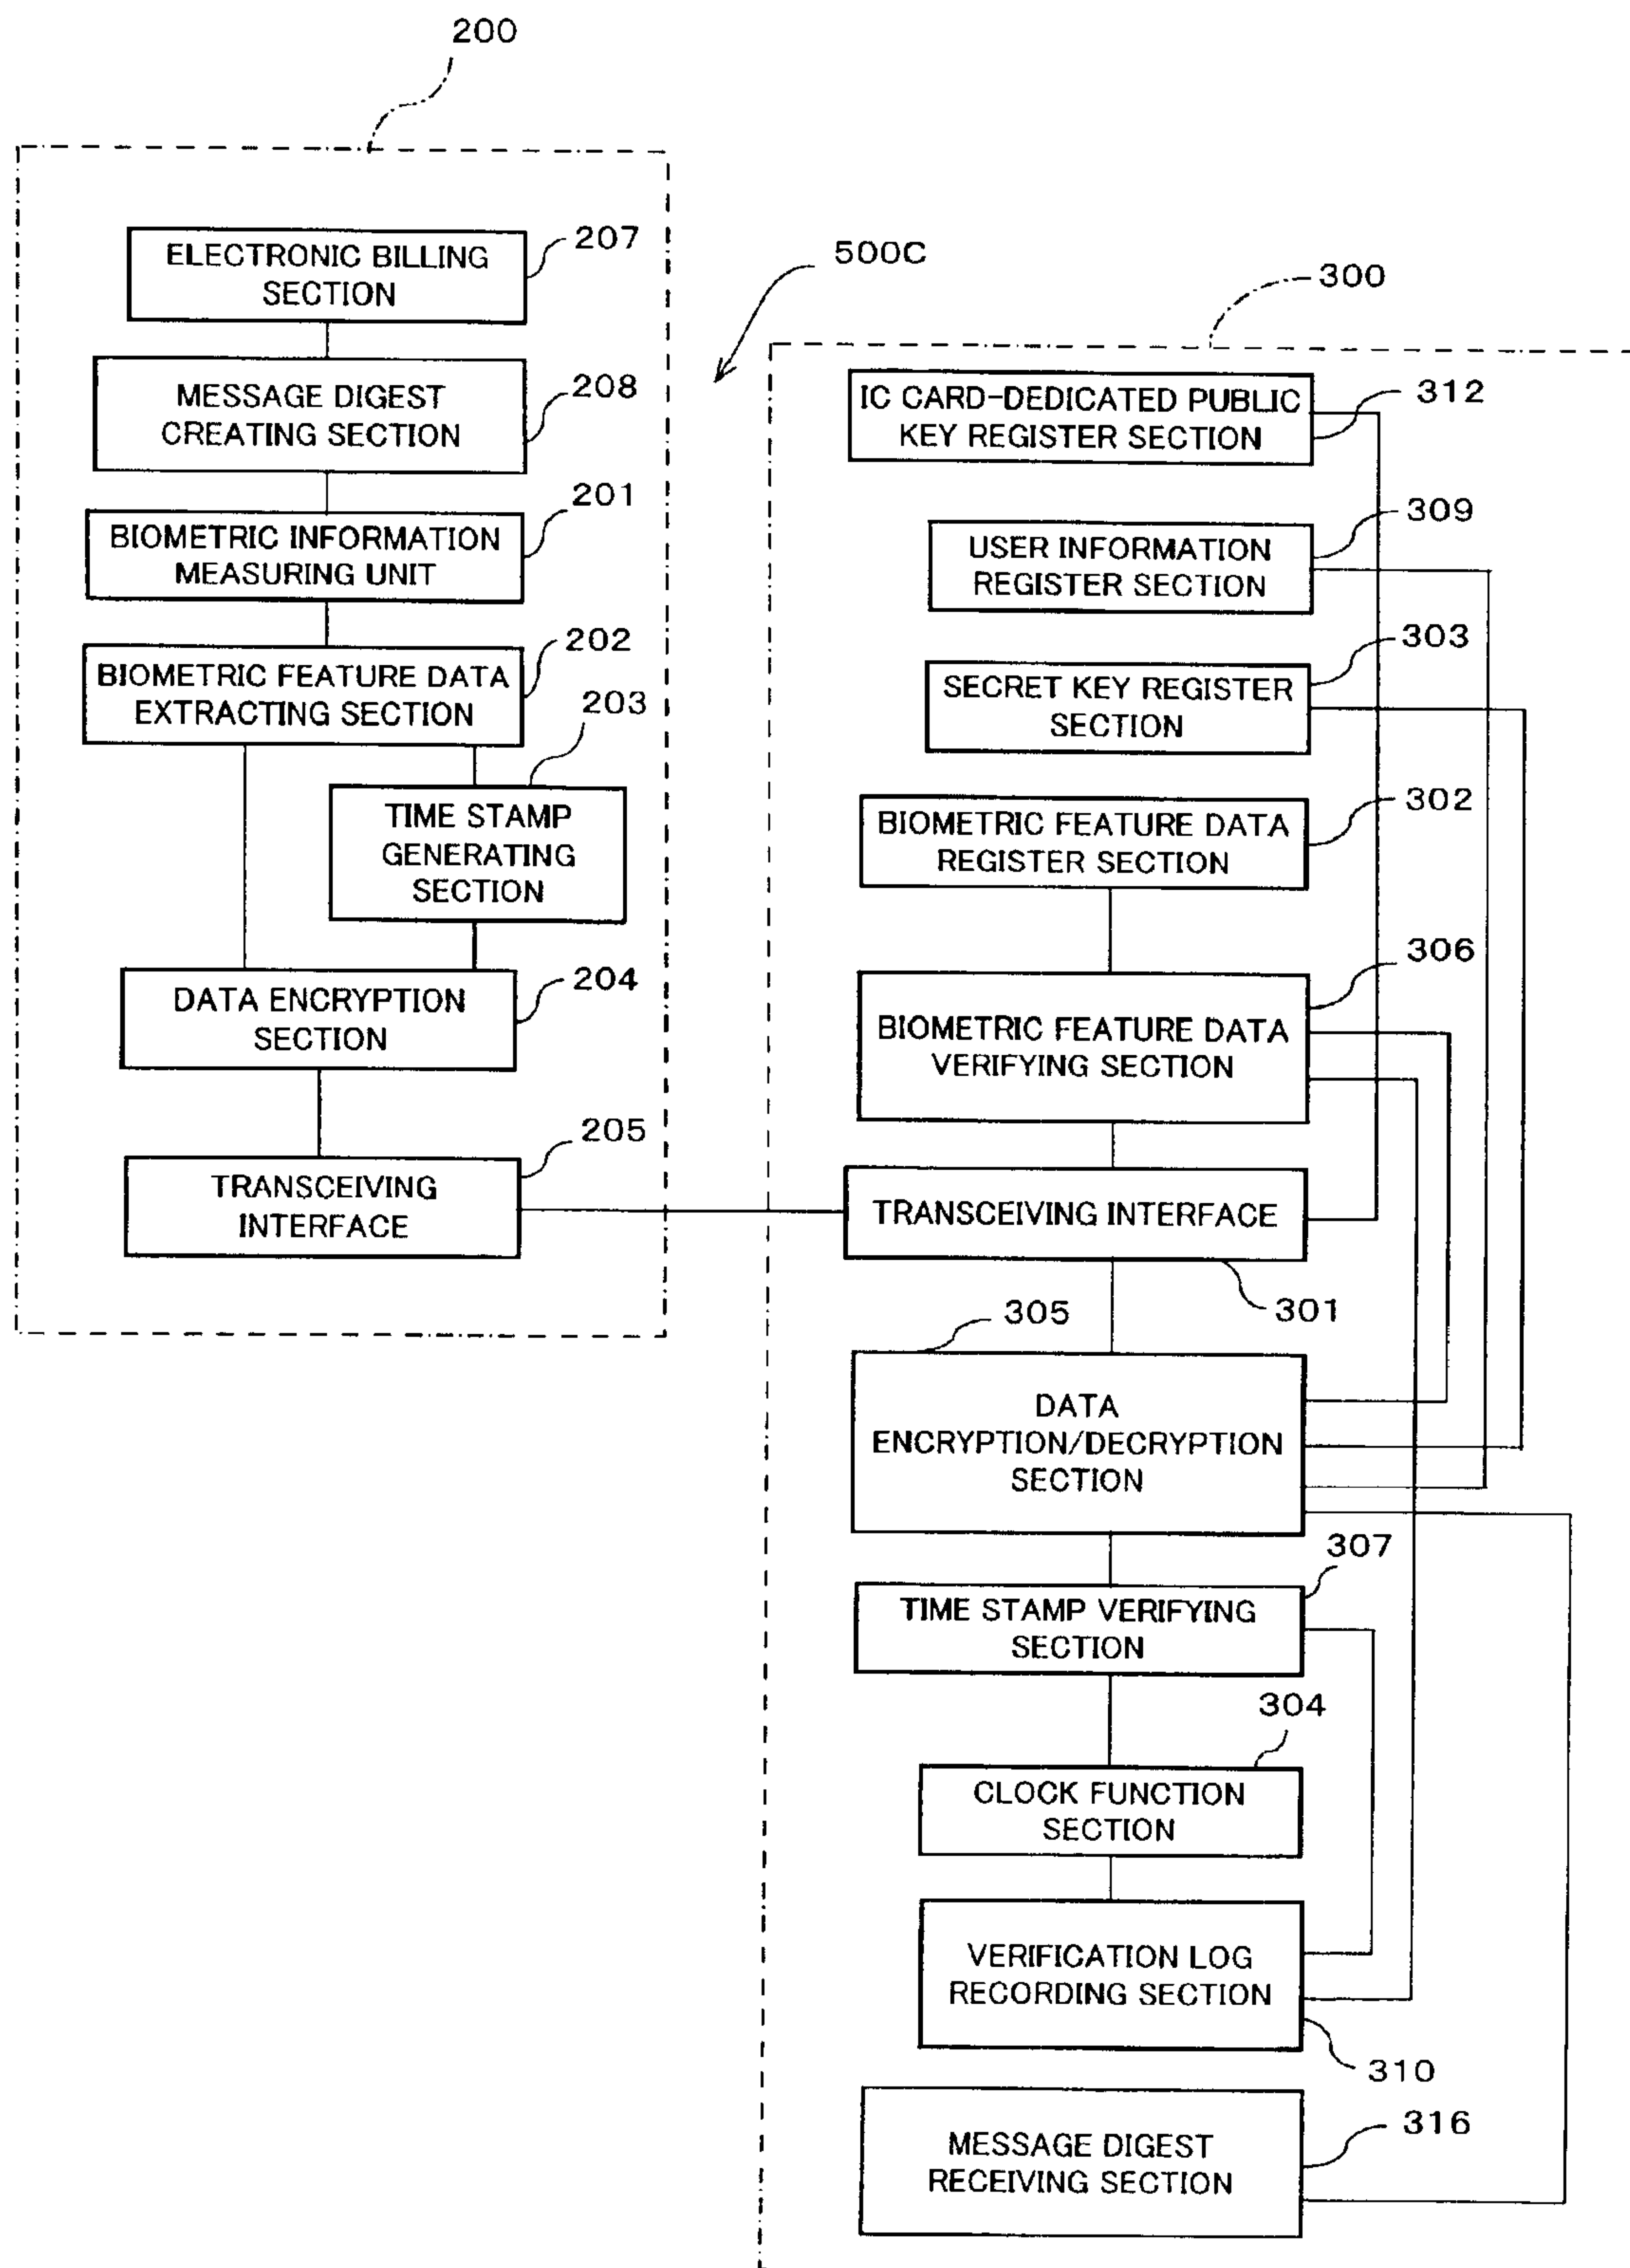 200
ELECTRONIC BILLING
SECTION
207
MESSAGE DIGEST
CREATING SECTION
208
BIOMETRIC INFORMATION
MEASURING UNIT
201
BIOMETRIC FEATURE DATA
EXTRACTING SECTION
202
203
TIME STAMP
GENERATING
SECTION
DATA ENCRYPTION
SECTION
204
TRANSCEIVING
INTERFACE
205
500C
300
IC CARD-DEDICATED PUBLIC
KEY REGISTER SECTION
312
USER INFORMATION
REGISTER SECTION
309
SECRET KEY REGISTER
SECTION
303
BIOMETRIC FEATURE DATA
REGISTER SECTION
302
BIOMETRIC FEATURE DATA
VERIFYING SECTION
306
TRANSCEIVING INTERFACE
301
305
DATA
ENCRYPTION/DECRYPTION
SECTION
307
TIME STAMP VERIFYING
SECTION
304
CLOCK FUNCTION
SECTION
VERIFICATION LOG
RECORDING SECTION
310
MESSAGE DIGEST
RECEIVING SECTION
316